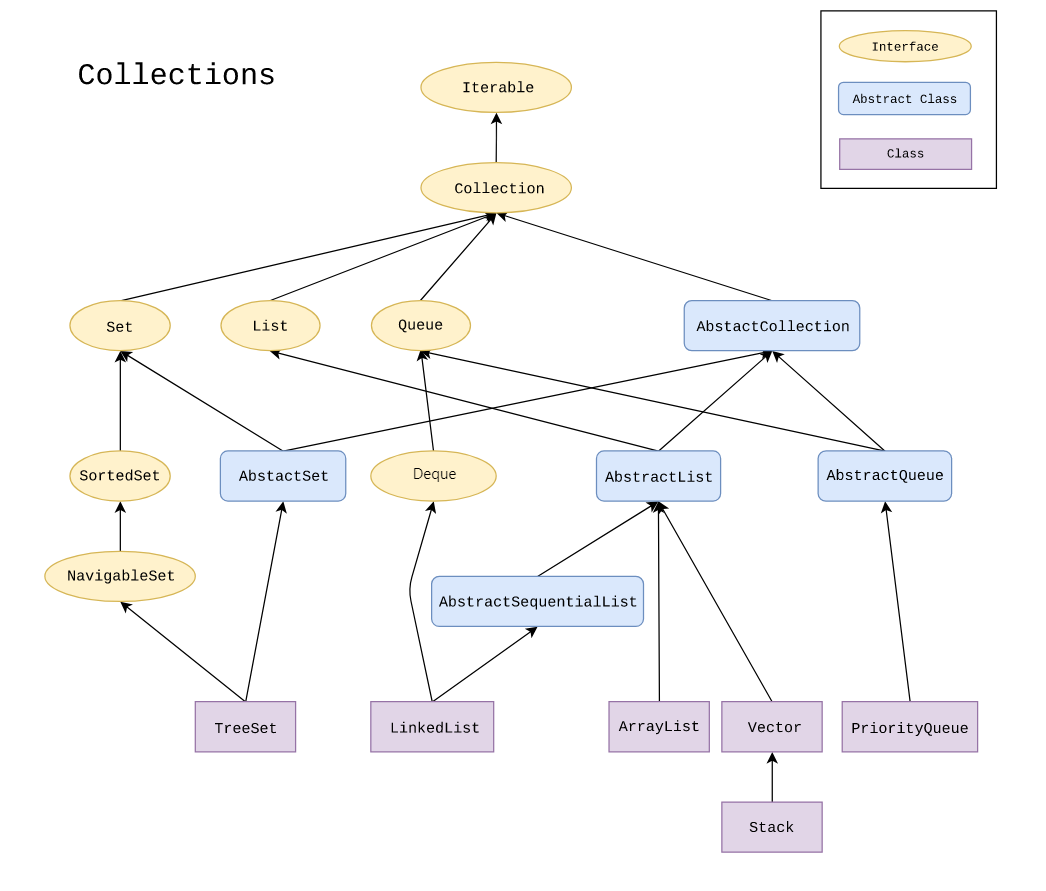 Collections
Interface
Abstract Class
Class
Iterable
Collection
Set
List
Queue
AbstactCollection
SortedSet
AbstactSet
Deque
AbstractList
AbstractQueue
NavigableSet
AbstractSequentialList
TreeSet
LinkedList
ArrayList
Vector
PriorityQueue
Stack